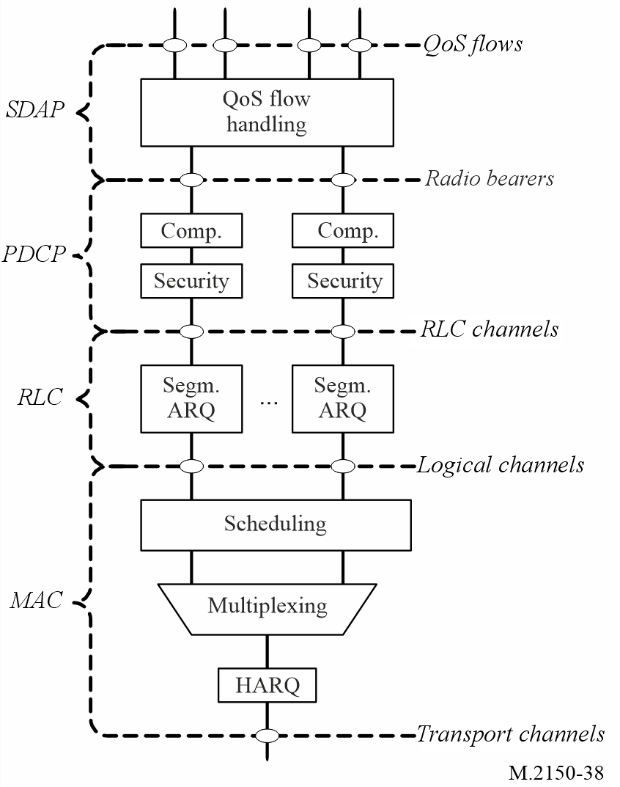 QoS flows
SDAP
QoS flow
handling
Radio bearers
Comp.
Comp.
PDCP
Security
Security
RLC channels
RLC
Segm.
ARQ
...
Segm.
ARQ
Logical channels
Scheduling
MAC
Multiplexing
HARQ
Transport channels
M.2150-38